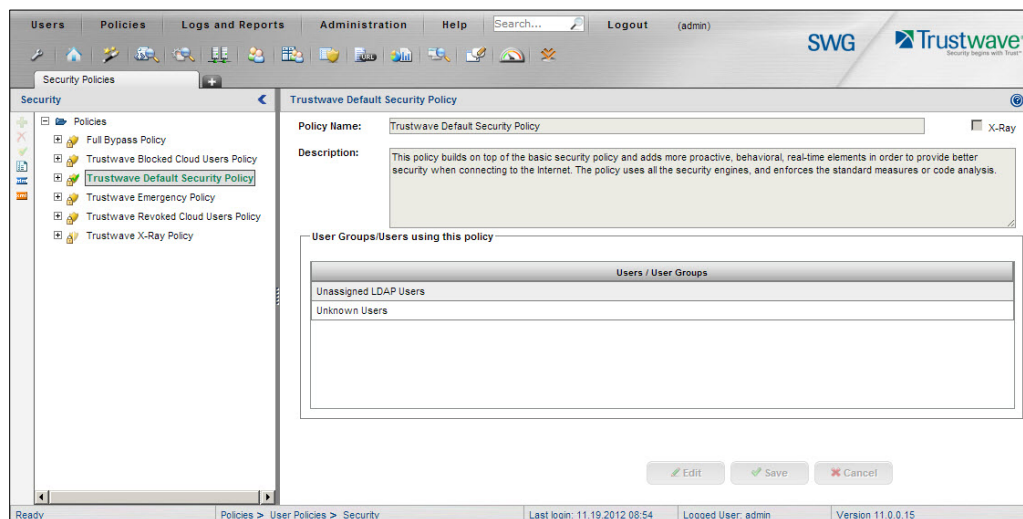 Users Policies Logs and Reports Administration Help Search... Logout (admin)
SWG Trustwave
Security begins with Trust
Security Policies
Security
Trustwave Default Security Policy
Policies
Full Bypass Policy
Trustwave Blocked Cloud Users Policy
Trustwave Default Security Policy
Trustwave Emergency Policy
Trustwave Revoked Cloud Users Policy
Trustwave X-Ray Policy
Policy Name: Trustwave Default Security Policy X-Ray
Description: This policy builds on top of the basic security policy and adds more proactive, behavioral, real-time elements in order to provide better
security when connecting to the Internet. The policy uses all the security engines, and enforces the standard measures or code analysis.
User Groups/Users using this policy
Users / User Groups
Unassigned LDAP Users
Unknown Users
Edit Save Cancel
Ready Policies > User Policies > Security Last login: 11.19.2012 08:54 Logged User: admin Version 11.0.0.15